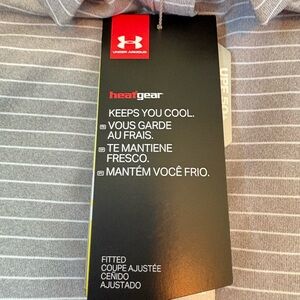 UNDER ARMOUR
heatgear
KEEPS YOU COOL.
VOUS GARDE
AU FRAIS.
TE MANTIENE
FRESCO.
MANTÉM VOCÊ FRIO.
FITTED
COUPE AJUSTÉE
CEÑIDO
AJUSTADO